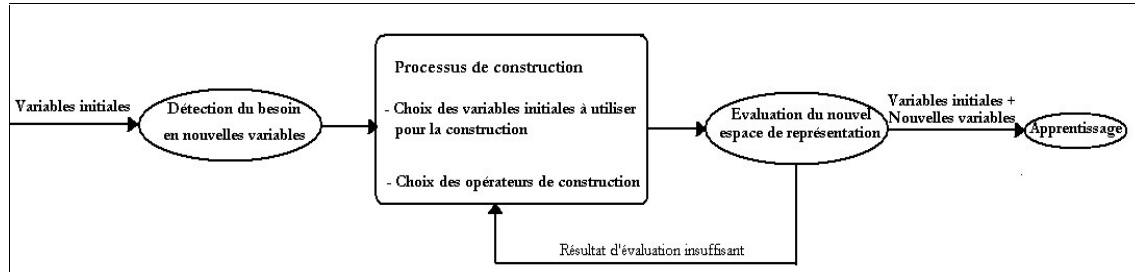 Variables initiales
Détection du besoin
en nouvelles variables
Processus de construction
- Choix des variables initiales à utiliser
pour la construction
- Choix des opérateurs de construction
Evaluation du nouvel
espace de représentation
Variables initiales +
Nouvelles variables
Apprentissage
Résultat d'évaluation insuffisant